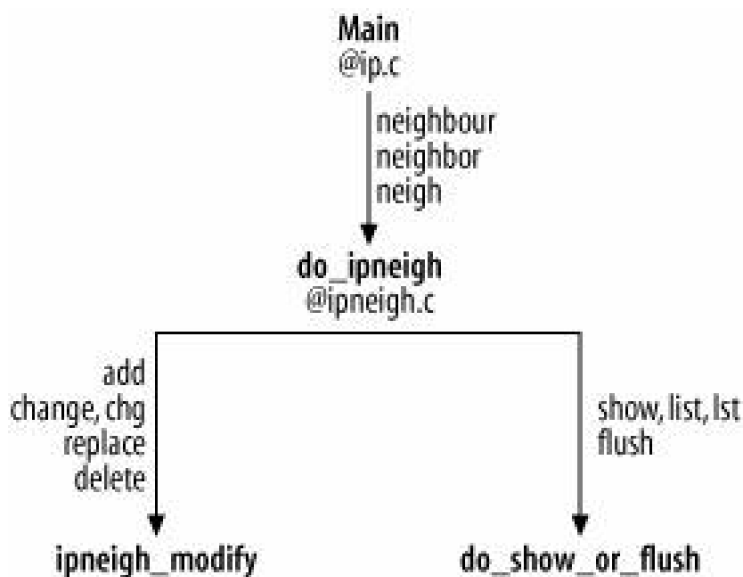 Main
@ip.c
neighbour
neighbor
neigh
do_ipneigh
@ipneigh.c
add
change, chg
replace
delete
show, list, lst
flush
ipneigh_modify
do_show_or_flush